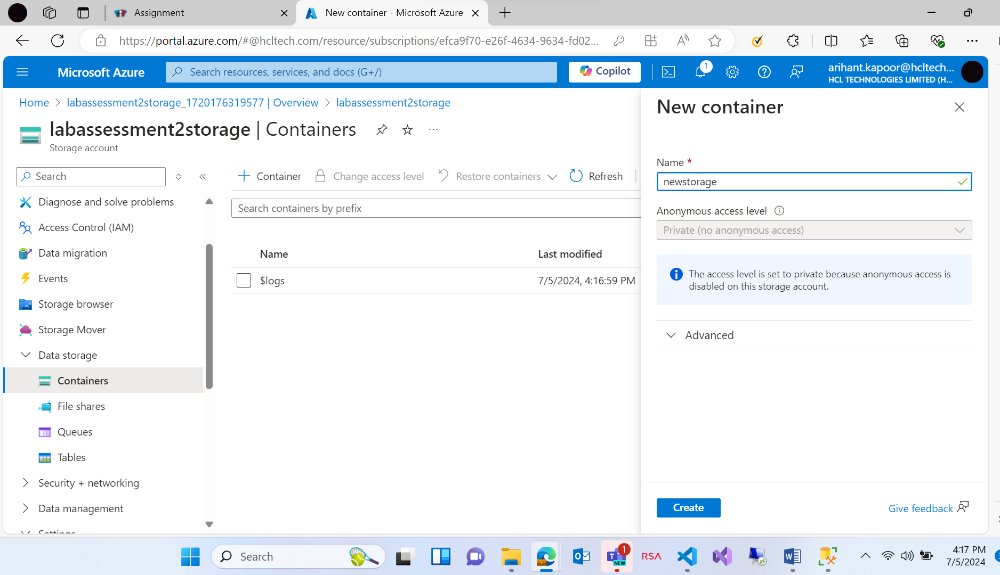 Assignment
New container - Microsoft Azure
https://portal.azure.com/#@hcltech.com/resource/subscriptions/efca9f70-e26f-4634-9634-fd02...
Microsoft Azure
Search resources, services, and docs (G+/)
Copilot
1
arihant.kapoor@hcltech...
HCL TECHNOLOGIES LIMITED (H...
Home > labassessment2storage_1720176319577 | Overview > labassessment2storage
labassessment2storage | Containers
Storage account
Search
Diagnose and solve problems
Access Control (IAM)
Data migration
Events
Storage browser
Storage Mover
Data storage
Containers
File shares
Queues
Tables
Security + networking
Data management
Settings
Container
Change access level
Restore containers
Refresh
Search containers by prefix
Name
Last modified
$logs
7/5/2024, 4:16:59 PM
New container
Name *
newstorage
Anonymous access level
Private (no anonymous access)
The access level is set to private because anonymous access is
disabled on this storage account.
Advanced
Create
Give feedback
Search
1
NEW
RSA
4:17 PM
7/5/2024